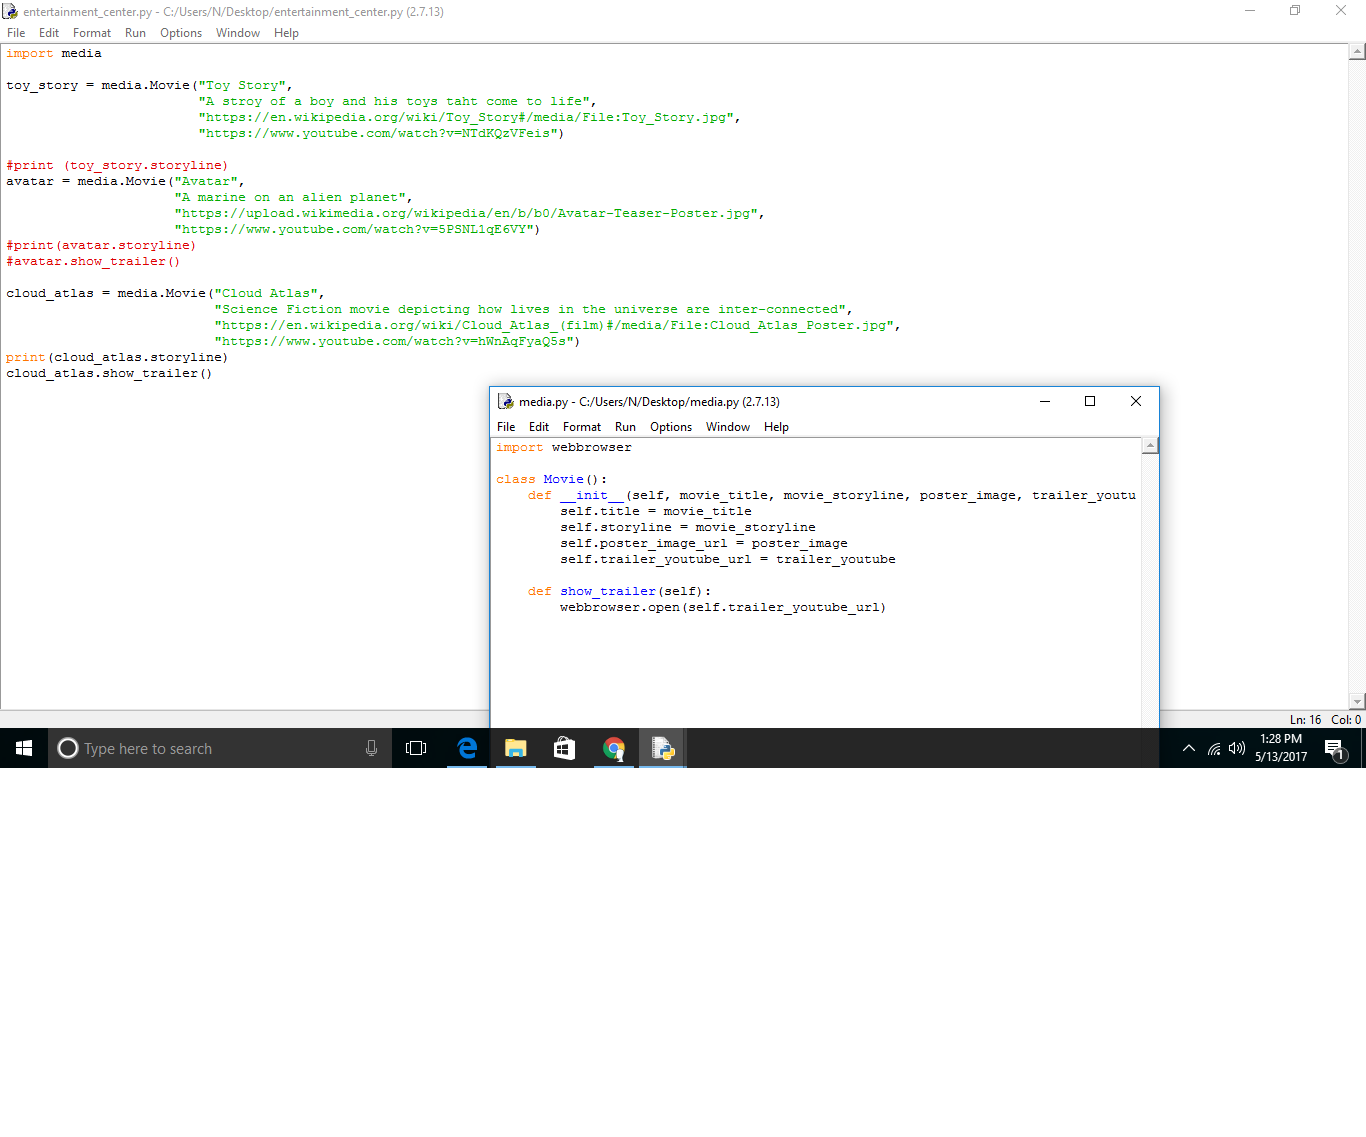 entertainment_center.py - C:/Users/N/Desktop/entertainment_center.py (2.7.13)
File Edit Format Run Options Window Help
import media
toy_story = media.Movie("Toy Story",
"A stroy of a boy and his toys taht come to life",
"https://en.wikipedia.org/wiki/Toy_Story#/media/File:Toy_Story.jpg",
"https://www.youtube.com/watch?v=NTdKQzVFeis")
#print (toy_story.storyline)
avatar = media.Movie("Avatar",
"A marine on an alien planet",
"https://upload.wikimedia.org/wikipedia/en/b/b0/Avatar-Teaser-Poster.jpg",
"https://www.youtube.com/watch?v=5PSNL1qE6VY")
#print(avatar.storyline)
#avatar.show_trailer()
cloud_atlas = media.Movie("Cloud Atlas",
"Science Fiction movie depicting how lives in the universe are inter-connected",
"https://en.wikipedia.org/wiki/Cloud_Atlas_(film)#/media/File:Cloud_Atlas_Poster.jpg",
"https://www.youtube.com/watch?v=hWnAqFyaQ5s")
print(cloud_atlas.storyline)
cloud_atlas.show_trailer()
media.py - C:/Users/N/Desktop/media.py (2.7.13)
File Edit Format Run Options Window Help
import webbrowser
class Movie():
def __init__(self, movie_title, movie_storyline, poster_image, trailer_youtu
self.title = movie_title
self.storyline = movie_storyline
self.poster_image_url = poster_image
self.trailer_youtube_url = trailer_youtube
def show_trailer(self):
webbrowser.open(self.trailer_youtube_url)
Ln: 16 Col: 0
Type here to search
1:28 PM
5/13/2017
1